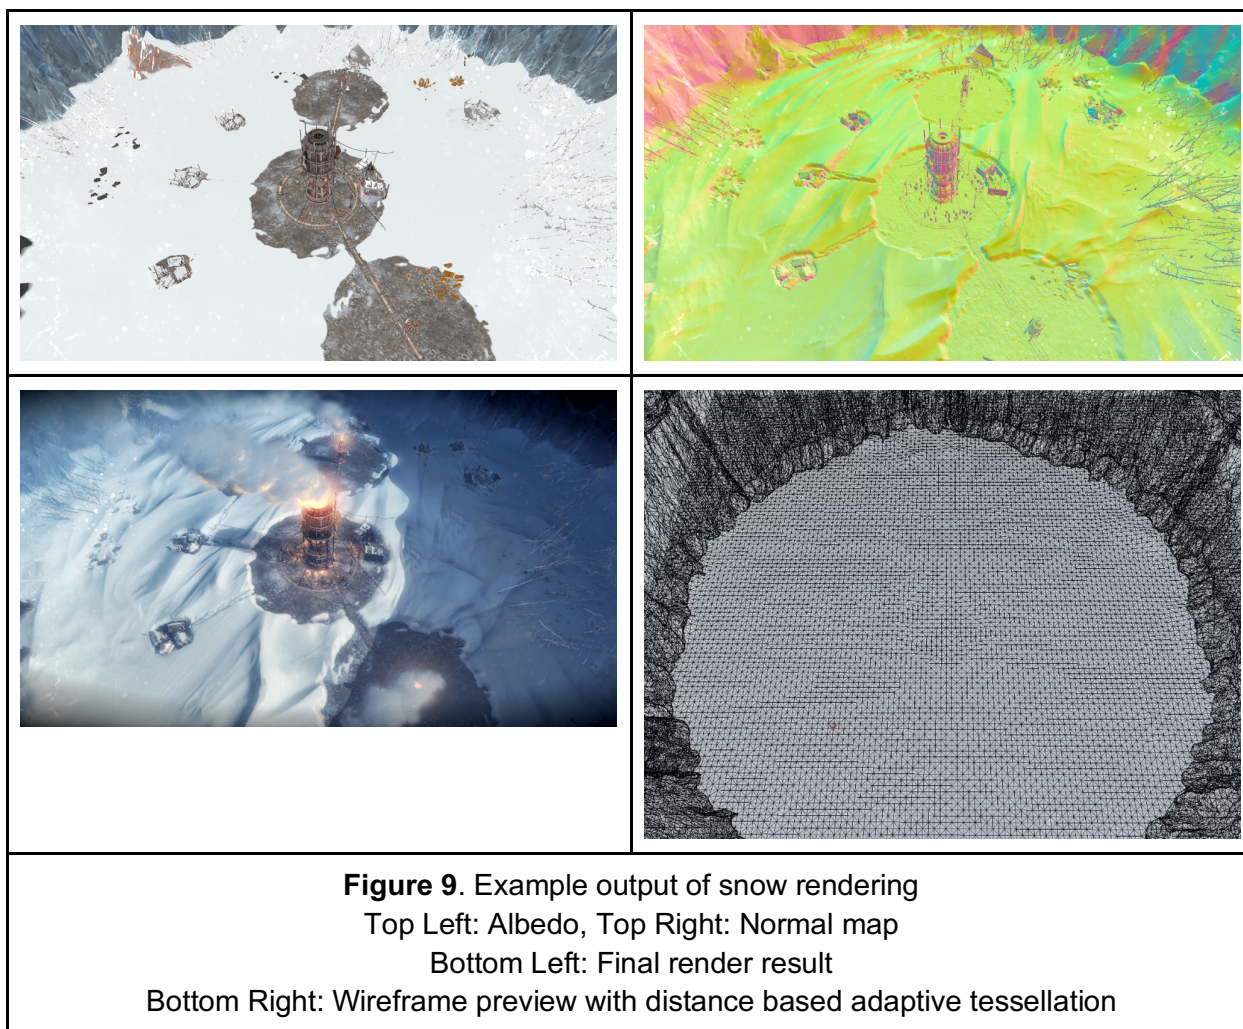 Figure 9. Example output of snow rendering
Top Left: Albedo, Top Right: Normal map
Bottom Left: Final render result
Bottom Right: Wireframe preview with distance based adaptive tessellation